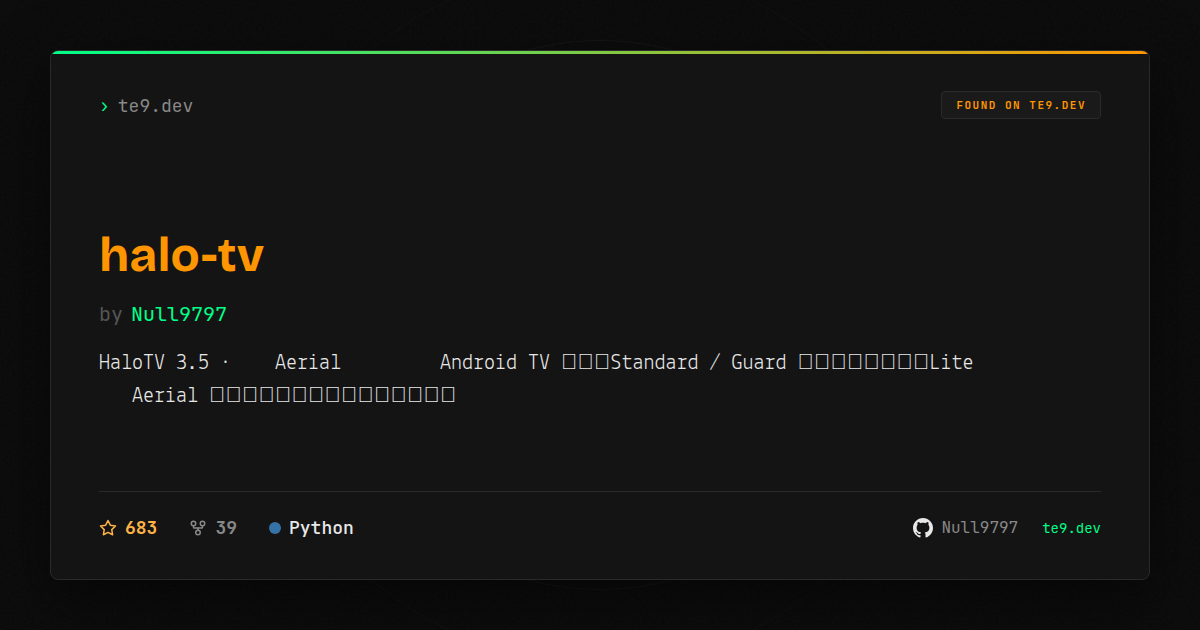 › te9.dev
FOUND ON TE9.DEV
halo-tv
by Null9797
HaloTV 3.5 · Aerial Android TV Standard / Guard Lite
Aerial
683 39 Python
Null9797 te9.dev